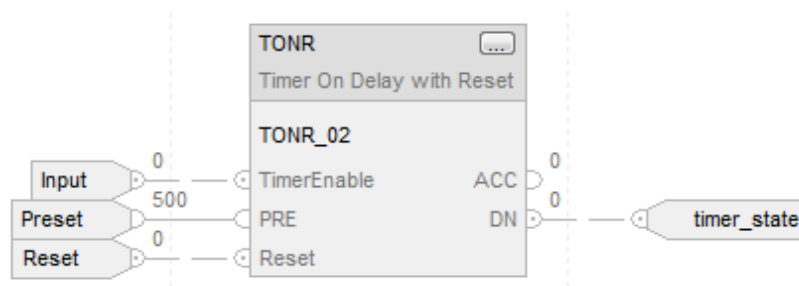 TONR ...
Timer On Delay with Reset
TONR_02
Input 0 TimerEnable ACC 0
Preset 500 PRE DN 0 timer_state
Reset 0 Reset